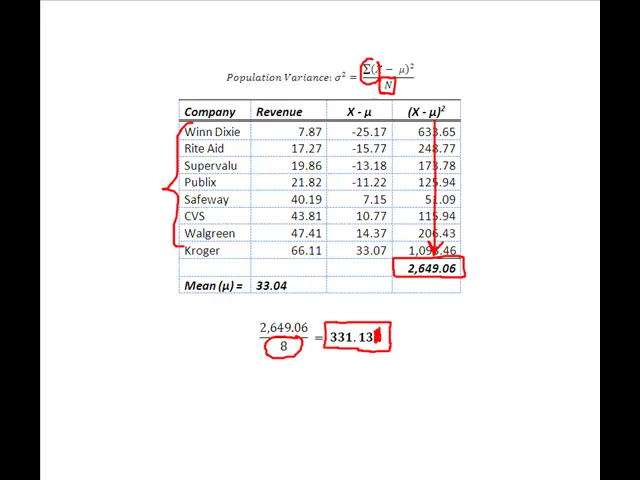 Population Variance: σ² = Σ(X − μ)² / N
Company Revenue X - μ (X - μ)²
Winn Dixie 7.87 -25.17 633.65
Rite Aid 17.27 -15.77 248.77
Supervalu 19.86 -13.18 173.78
Publix 21.82 -11.22 125.94
Safeway 40.19 7.15 51.09
CVS 43.81 10.77 115.94
Walgreen 47.41 14.37 206.43
Kroger 66.11 33.07 1,093.46
2,649.06
Mean (μ) = 33.04
2,649.06 / 8 = 331.13